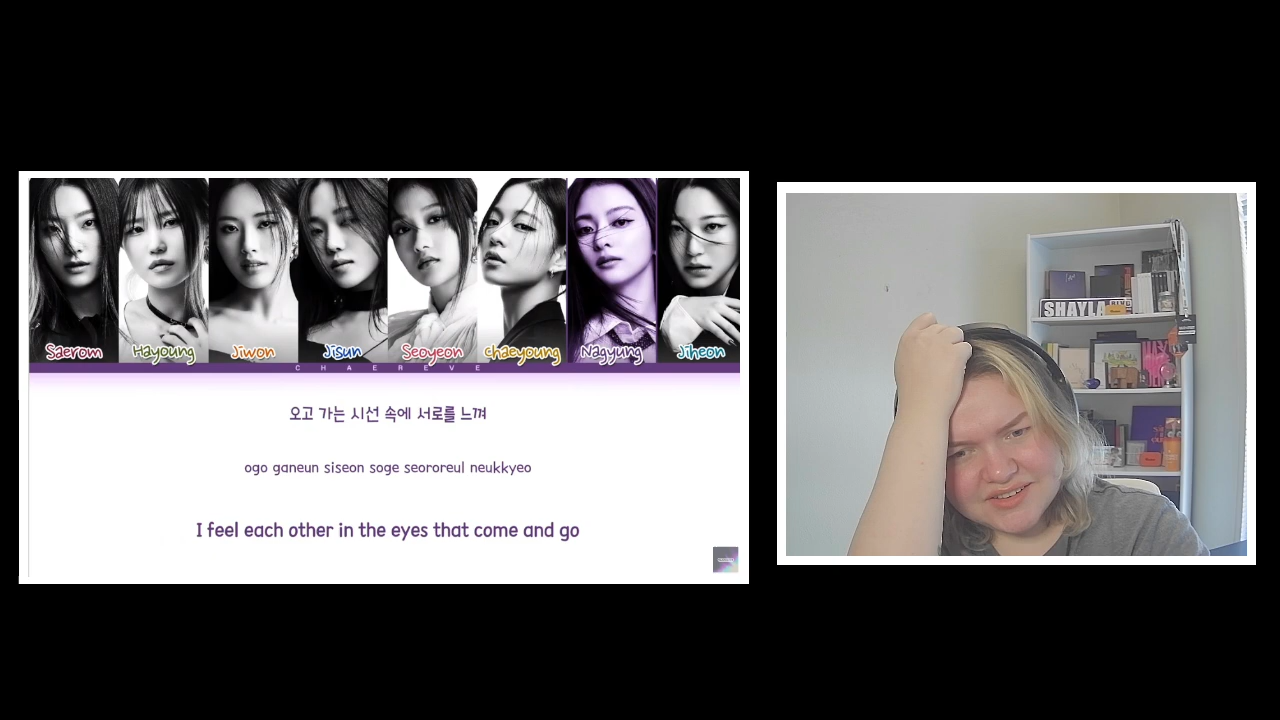 Saerom
Hayoung
Jiwon
Jisun
Seoyeon
chaeyoung
Nagyung
Jiheon
CHAEREVE
오고 가는 시선 속에 서로를 느껴
ogo ganeun siseon soge seororeul neukkyeo
I feel each other in the eyes that come and go
SHAYLA